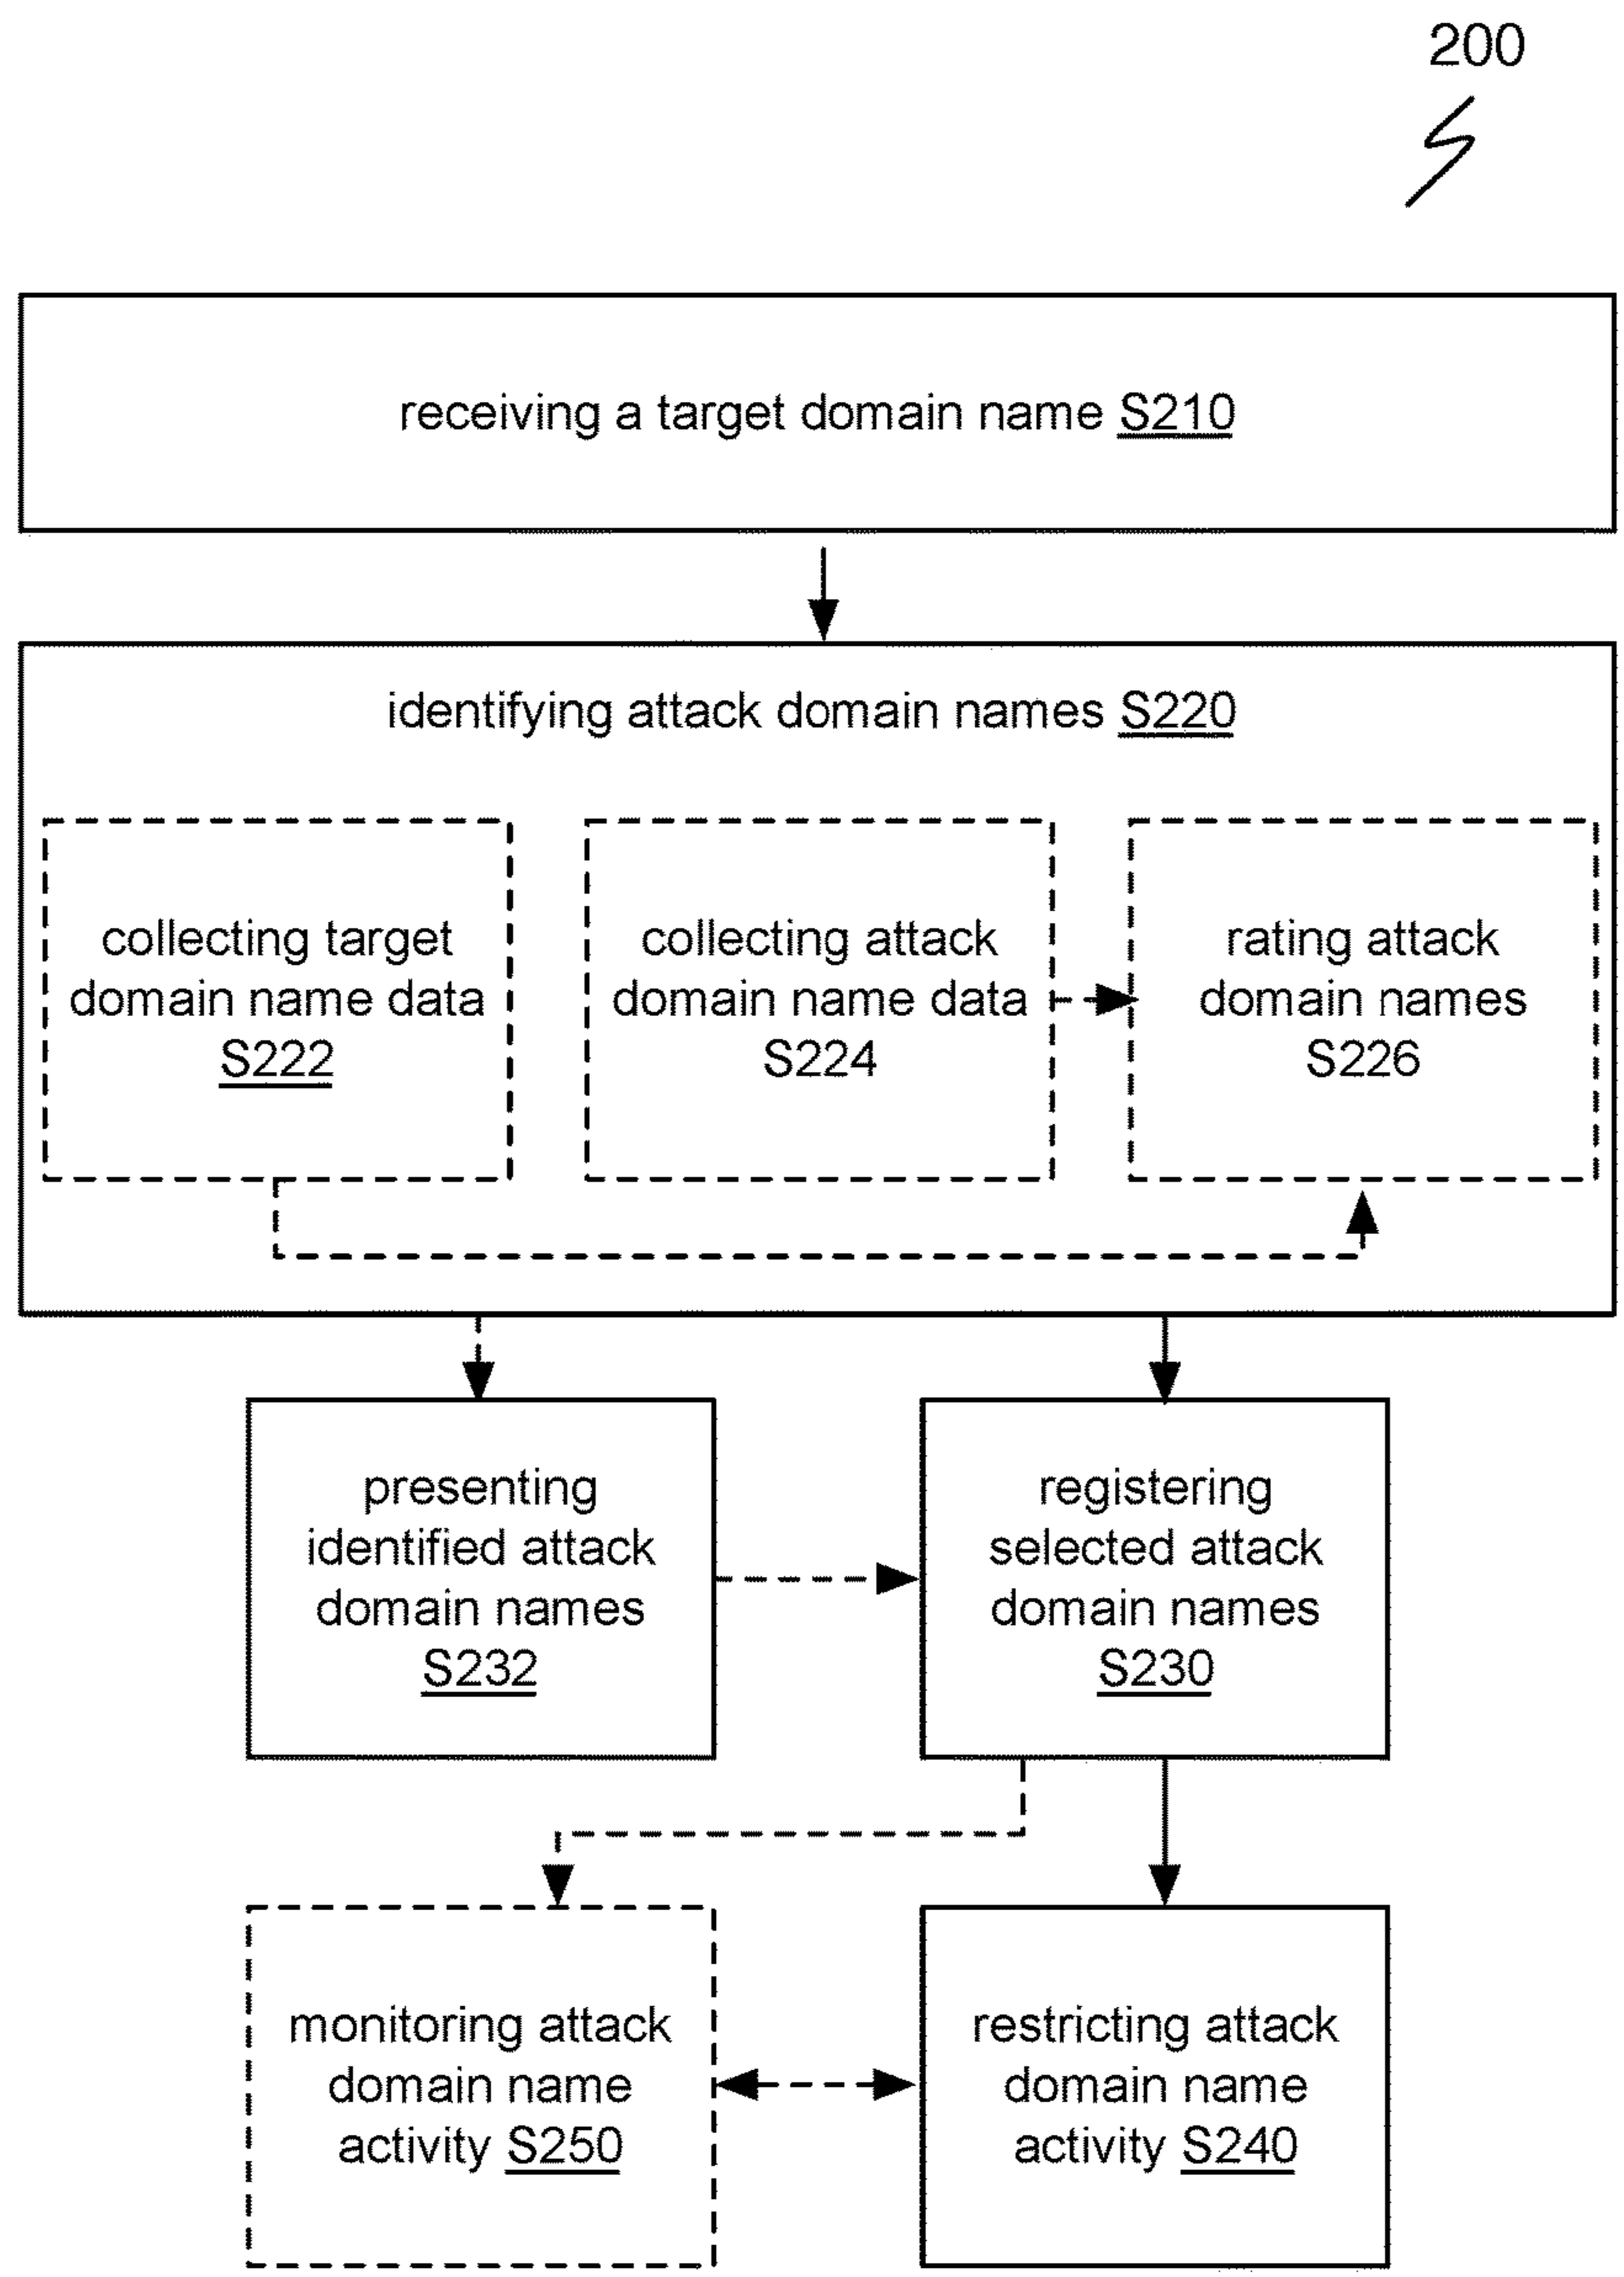 200
receiving a target domain name S210
identifying attack domain names S220
collecting target
domain name data
S222
collecting attack
domain name data
S224
rating attack
domain names
S226
presenting
identified attack
domain names
S232
registering
selected attack
domain names
S230
monitoring attack
domain name
activity S250
restricting attack
domain name
activity S240